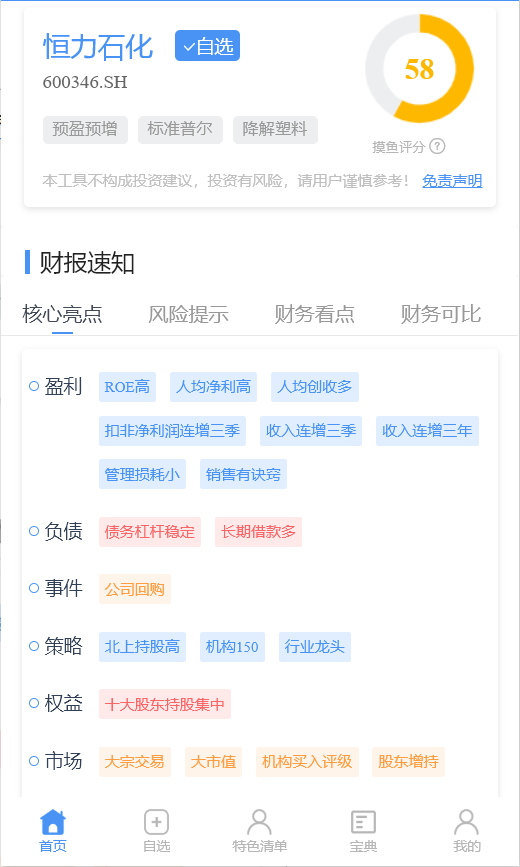 恒力石化 自选
600346.SH
58
预盈预增 标准普尔 降解塑料
摸鱼评分 ?
本工具不构成投资建议，投资有风险，请用户谨慎参考！ 免责声明
财报速知
核心亮点 风险提示 财务看点 财务可比
盈利 ROE高 人均净利高 人均创收多
扣非净利润连增三季 收入连增三季 收入连增三年
管理损耗小 销售有诀窍
负债 债务杠杆稳定 长期借款多
事件 公司回购
策略 北上持股高 机构150 行业龙头
权益 十大股东持股集中
市场 大宗交易 大市值 机构买入评级 股东增持
首页 自选 特色清单 宝典 我的